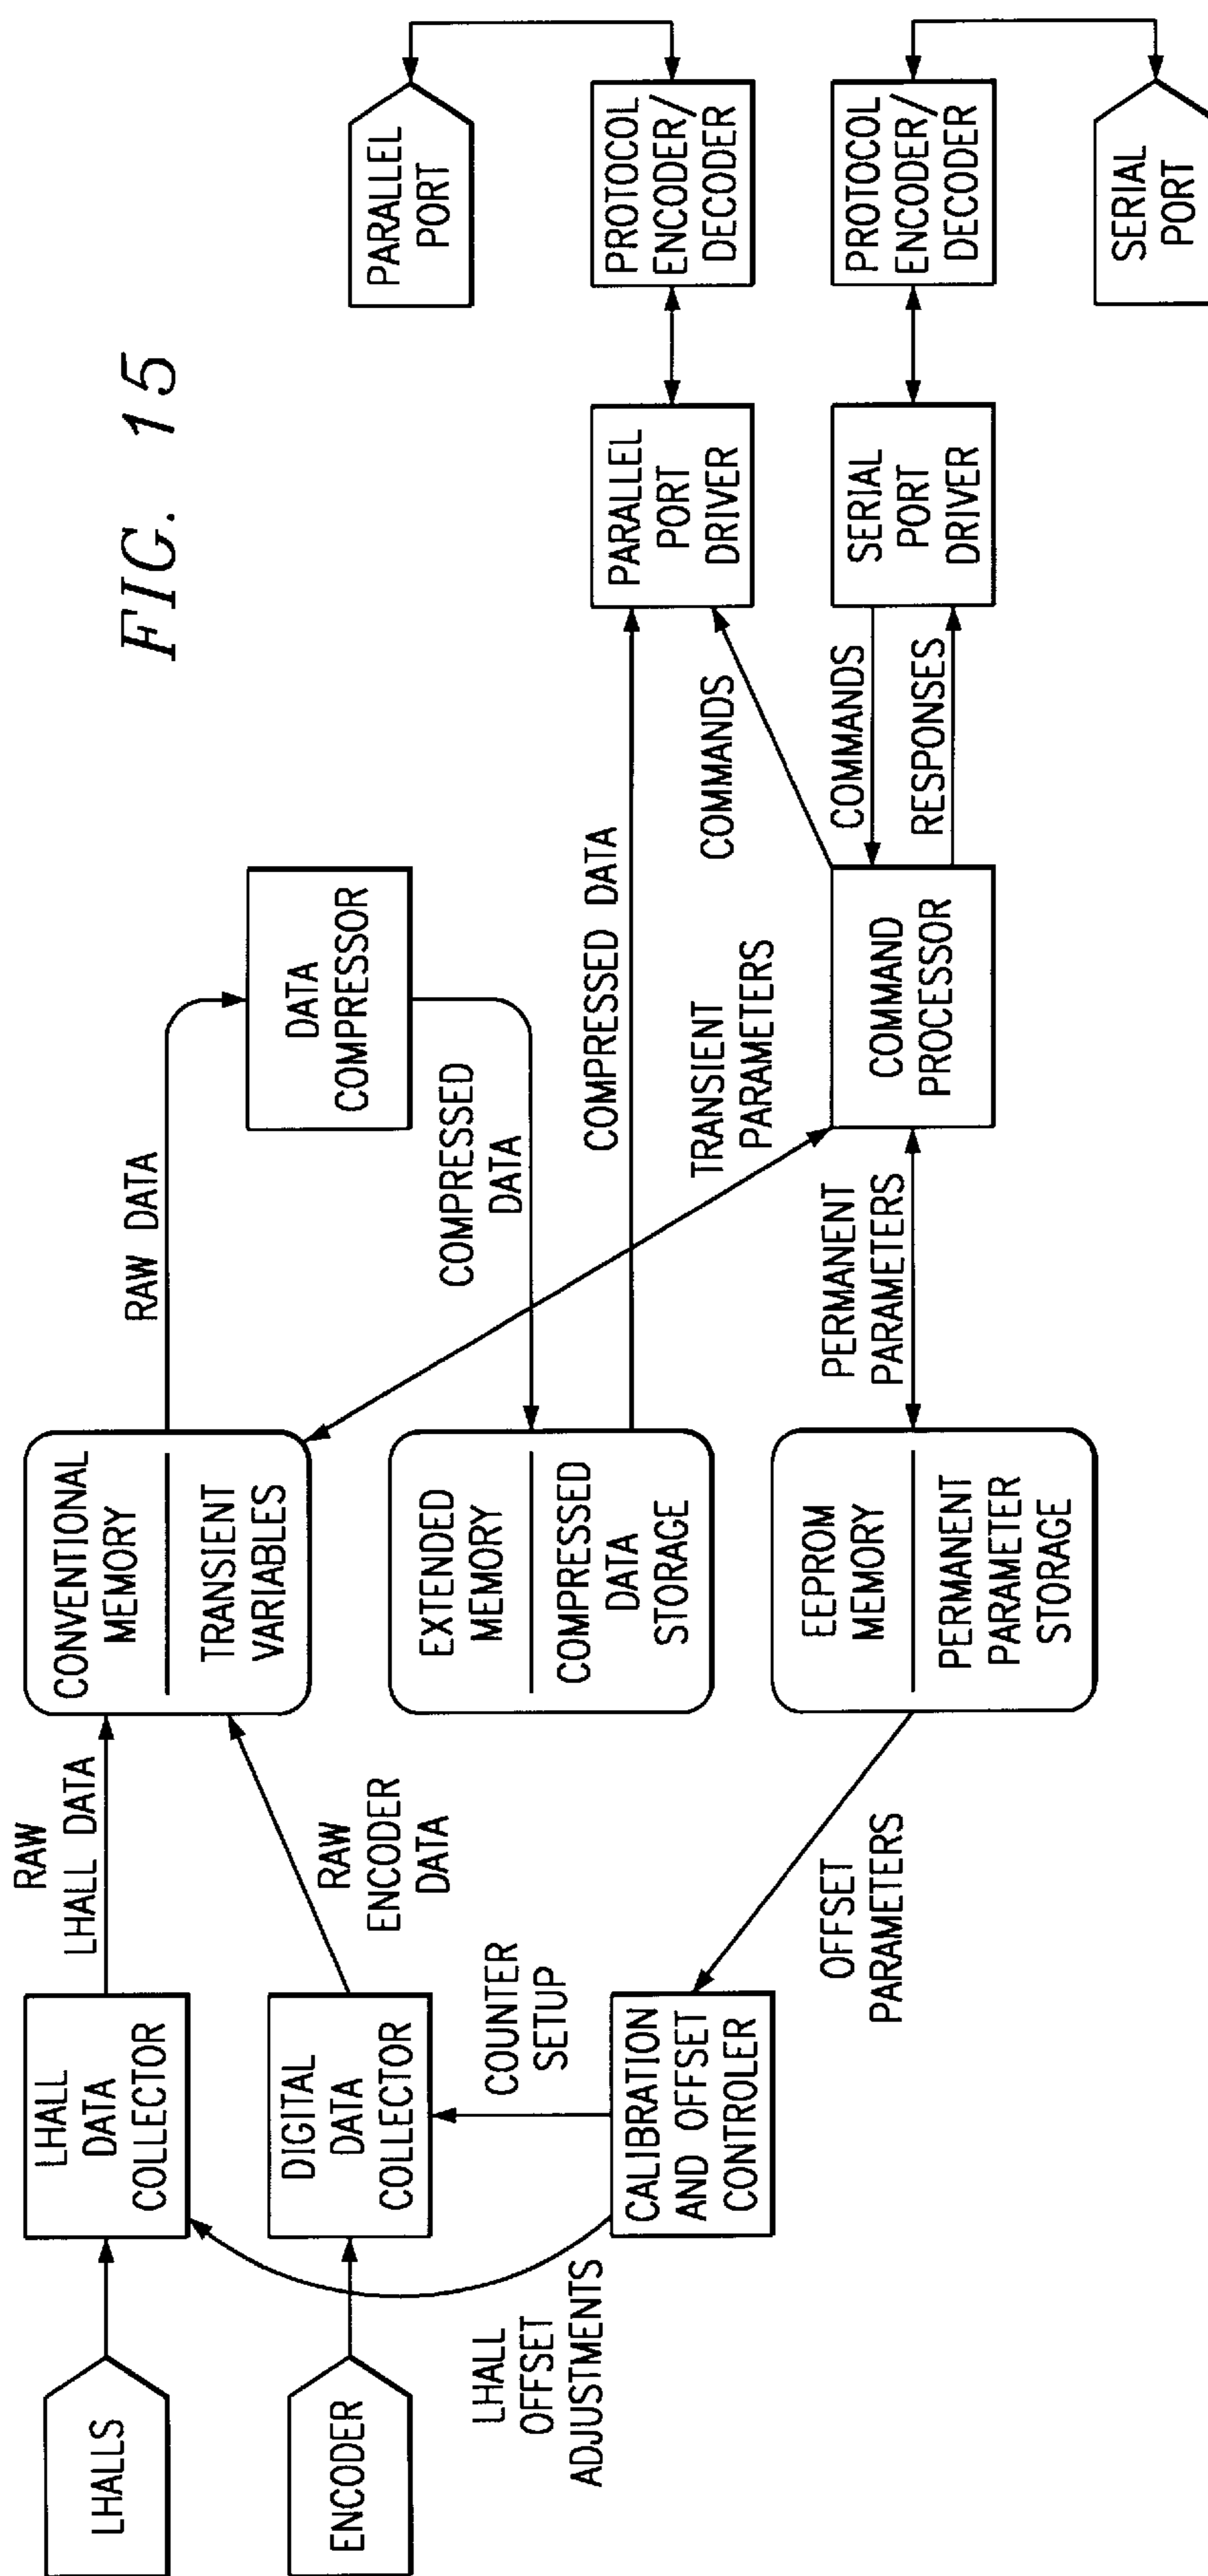 FIG. 15
LHALLS
LHALL
DATA
COLLECTOR
RAW
LHALL DATA
CONVENTIONAL
MEMORY
TRANSIENT
VARIABLES
RAW DATA
DATA
COMPRESSOR
COMPRESSED
DATA
ENCODER
DIGITAL
DATA
COLLECTOR
RAW
ENCODER
DATA
EXTENDED
MEMORY
COMPRESSED
DATA
STORAGE
COMPRESSED DATA
LHALL
OFFSET
ADJUSTMENTS
COUNTER
SETUP
CALIBRATION
AND OFFSET
CONTROLER
OFFSET
PARAMETERS
EEPROM
MEMORY
PERMANENT
PARAMETER
STORAGE
PERMANENT
PARAMETERS
TRANSIENT
PARAMETERS
COMMAND
PROCESSOR
COMMANDS
COMMANDS
RESPONSES
PARALLEL
PORT
DRIVER
SERIAL
PORT
DRIVER
PARALLEL
PORT
PROTOCOL
ENCODER/
DECODER
PROTOCOL
ENCODER/
DECODER
SERIAL
PORT